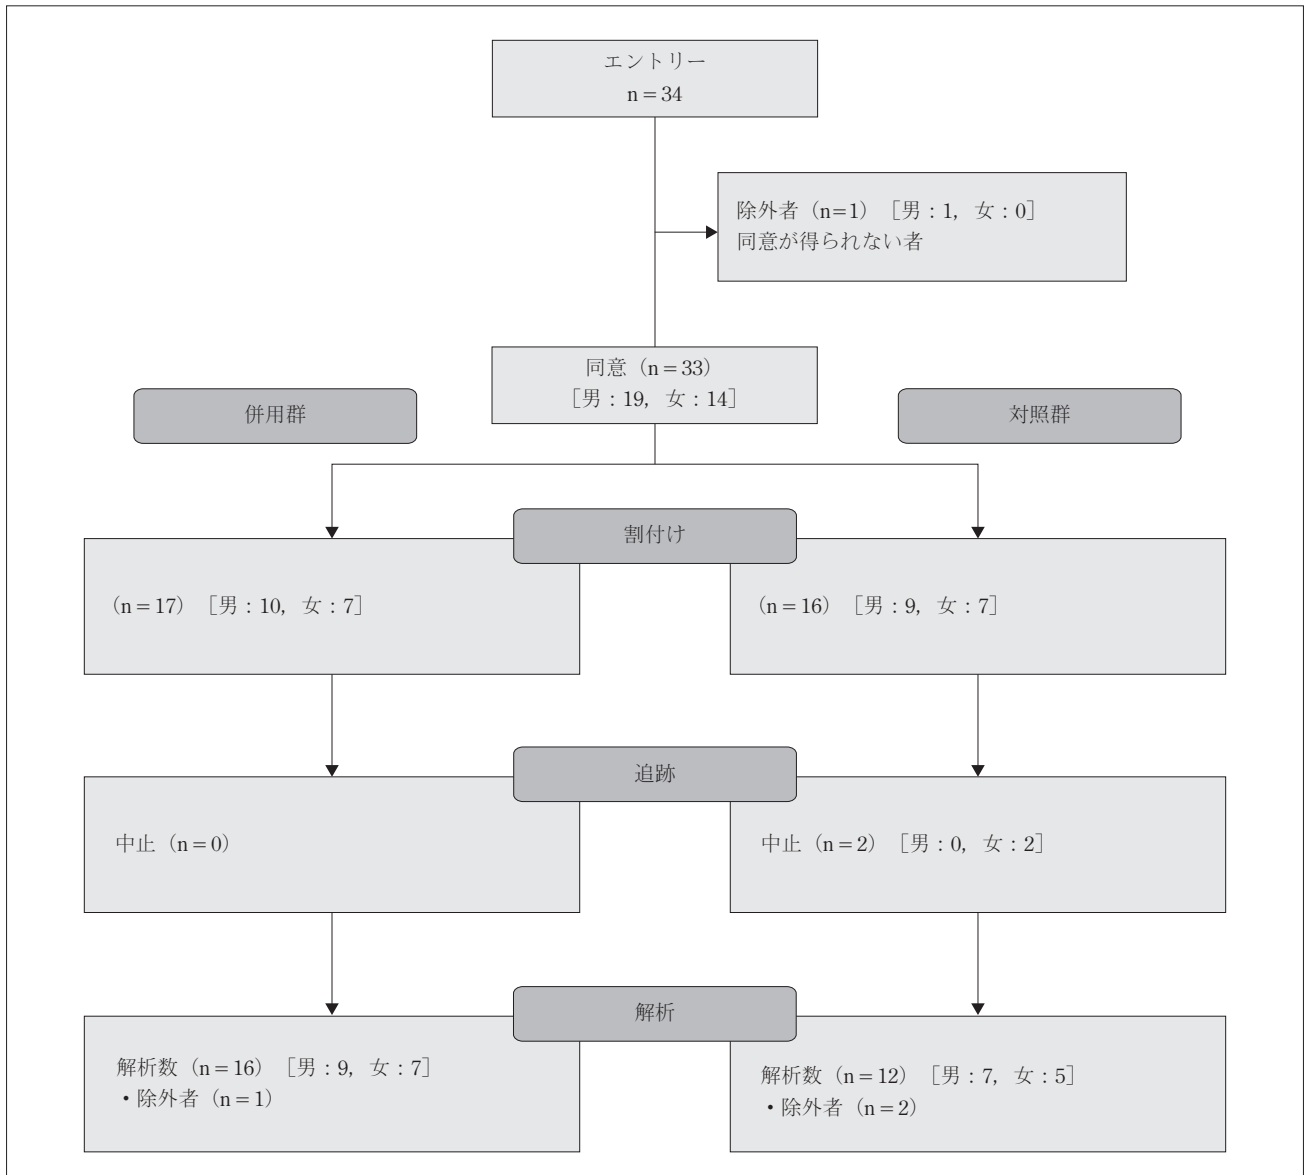 エントリー
n = 34
除外者（n=1）［男：1，女：0］
同意が得られない者
同意（n = 33）
［男：19，女：14］
併用群
対照群
割付け
（n = 17）［男：10，女：7］
（n = 16）［男：9，女：7］
追跡
中止（n = 0）
中止（n = 2）［男：0，女：2］
解析
解析数（n = 16）［男：9，女：7］
・除外者（n = 1）
解析数（n = 12）［男：7，女：5］
・除外者（n = 2）